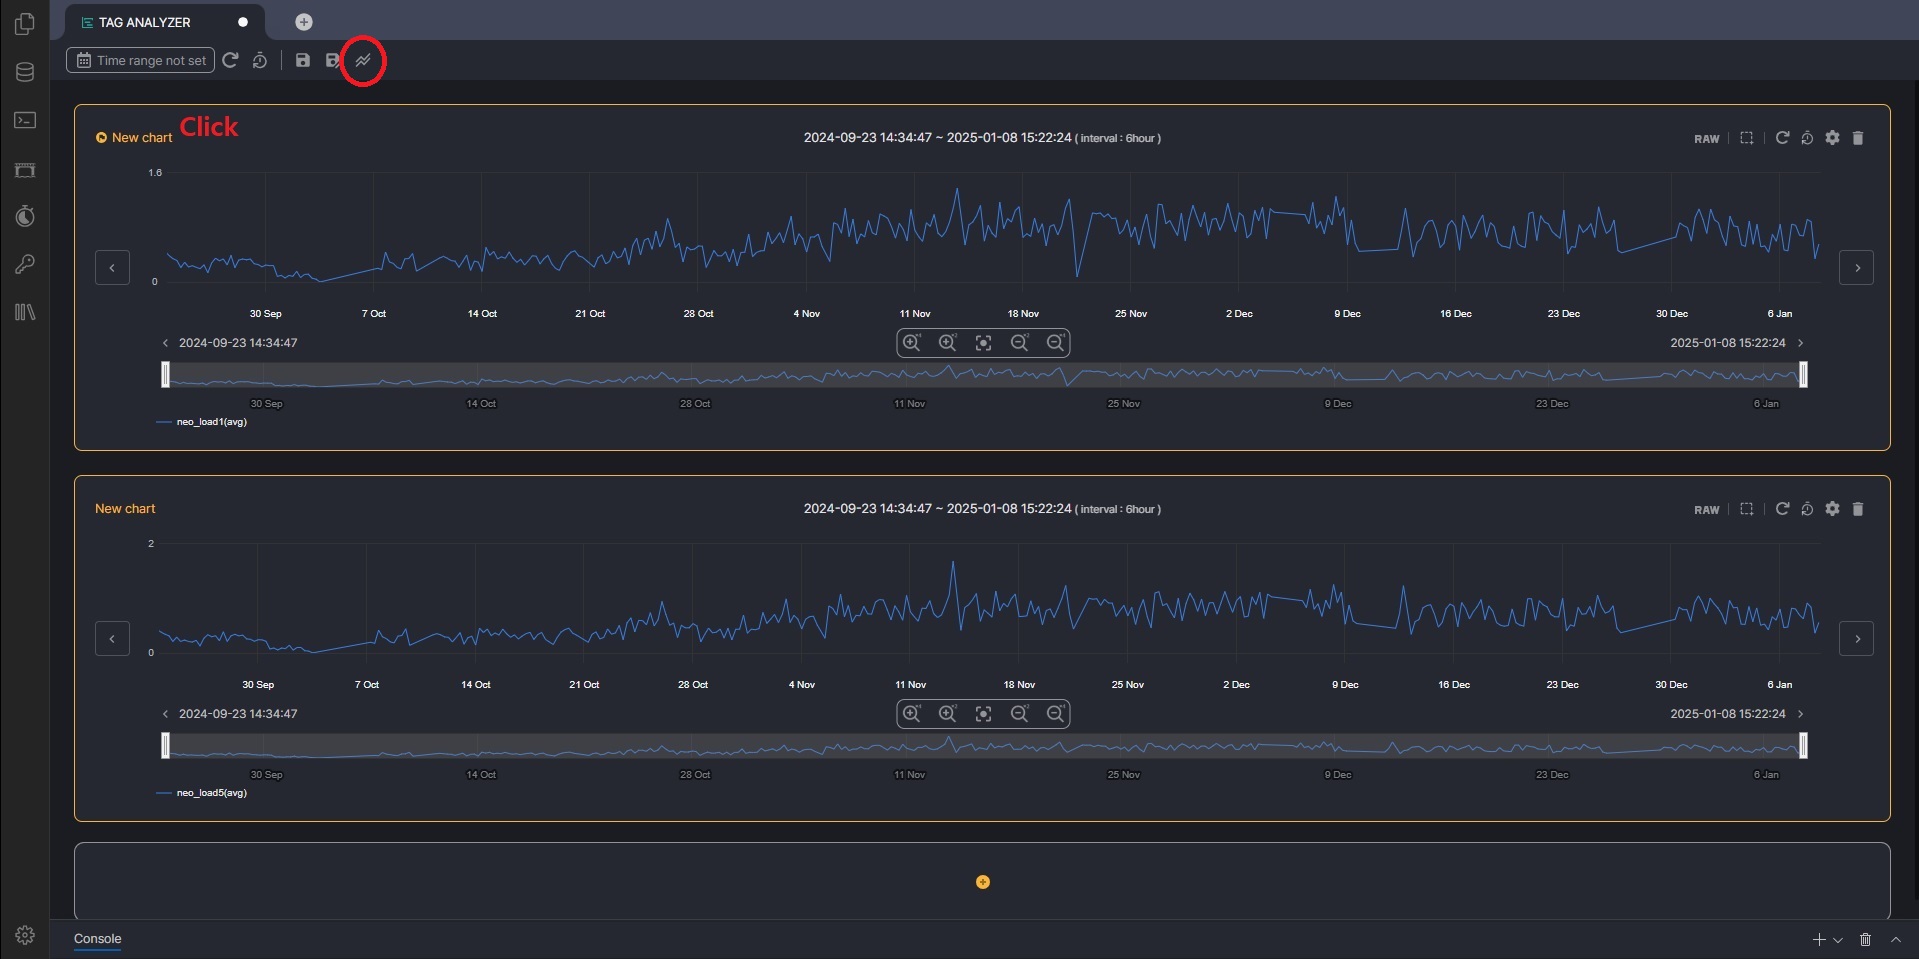 TAG ANALYZER
Time range not set
Click
New chart
2024-09-23 14:34:47 ~ 2025-01-08 15:22:24 ( interval : 6hour )
RAW
1.6
0
30 Sep 7 Oct 14 Oct 21 Oct 28 Oct 4 Nov 11 Nov 18 Nov 25 Nov 2 Dec 9 Dec 16 Dec 23 Dec 30 Dec 6 Jan
2024-09-23 14:34:47
x4 x2 x2 x4
2025-01-08 15:22:24
30 Sep 14 Oct 28 Oct 11 Nov 25 Nov 9 Dec 23 Dec 6 Jan
neo_load1(avg)
New chart
2024-09-23 14:34:47 ~ 2025-01-08 15:22:24 ( interval : 6hour )
RAW
2
0
30 Sep 7 Oct 14 Oct 21 Oct 28 Oct 4 Nov 11 Nov 18 Nov 25 Nov 2 Dec 9 Dec 16 Dec 23 Dec 30 Dec 6 Jan
2024-09-23 14:34:47
x4 x2 x2 x4
2025-01-08 15:22:24
30 Sep 14 Oct 28 Oct 11 Nov 25 Nov 9 Dec 23 Dec 6 Jan
neo_load5(avg)
Console